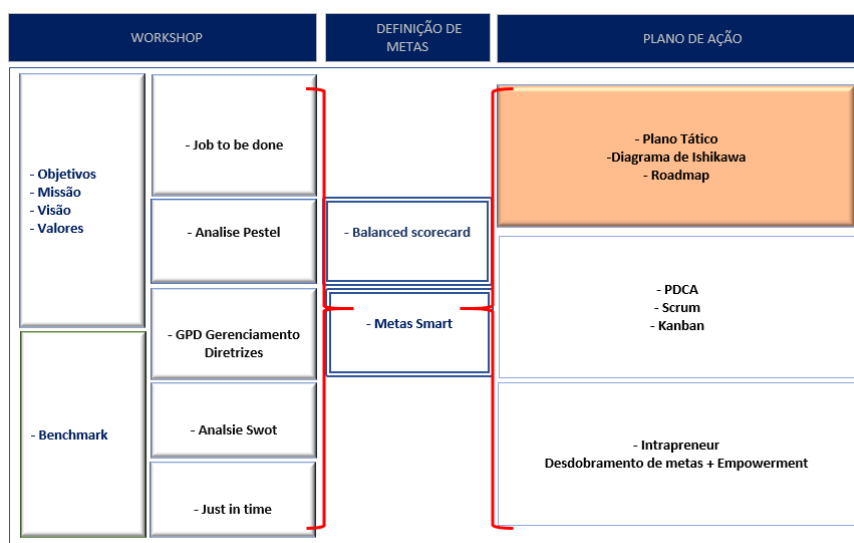 WORKSHOP
DEFINIÇÃO DE
METAS
PLANO DE AÇÃO
- Objetivos
- Missão
- Visão
- Valores
- Benchmark
- Job to be done
- Analise Pestel
- GPD Gerenciamento
Diretrizes
- Analsie Swot
- Just in time
- Balanced scorecard
- Metas Smart
- Plano Tático
-Diagrama de Ishikawa
- Roadmap
- PDCA
- Scrum
- Kanban
- Intrapreneur
Desdobramento de metas + Empowerment